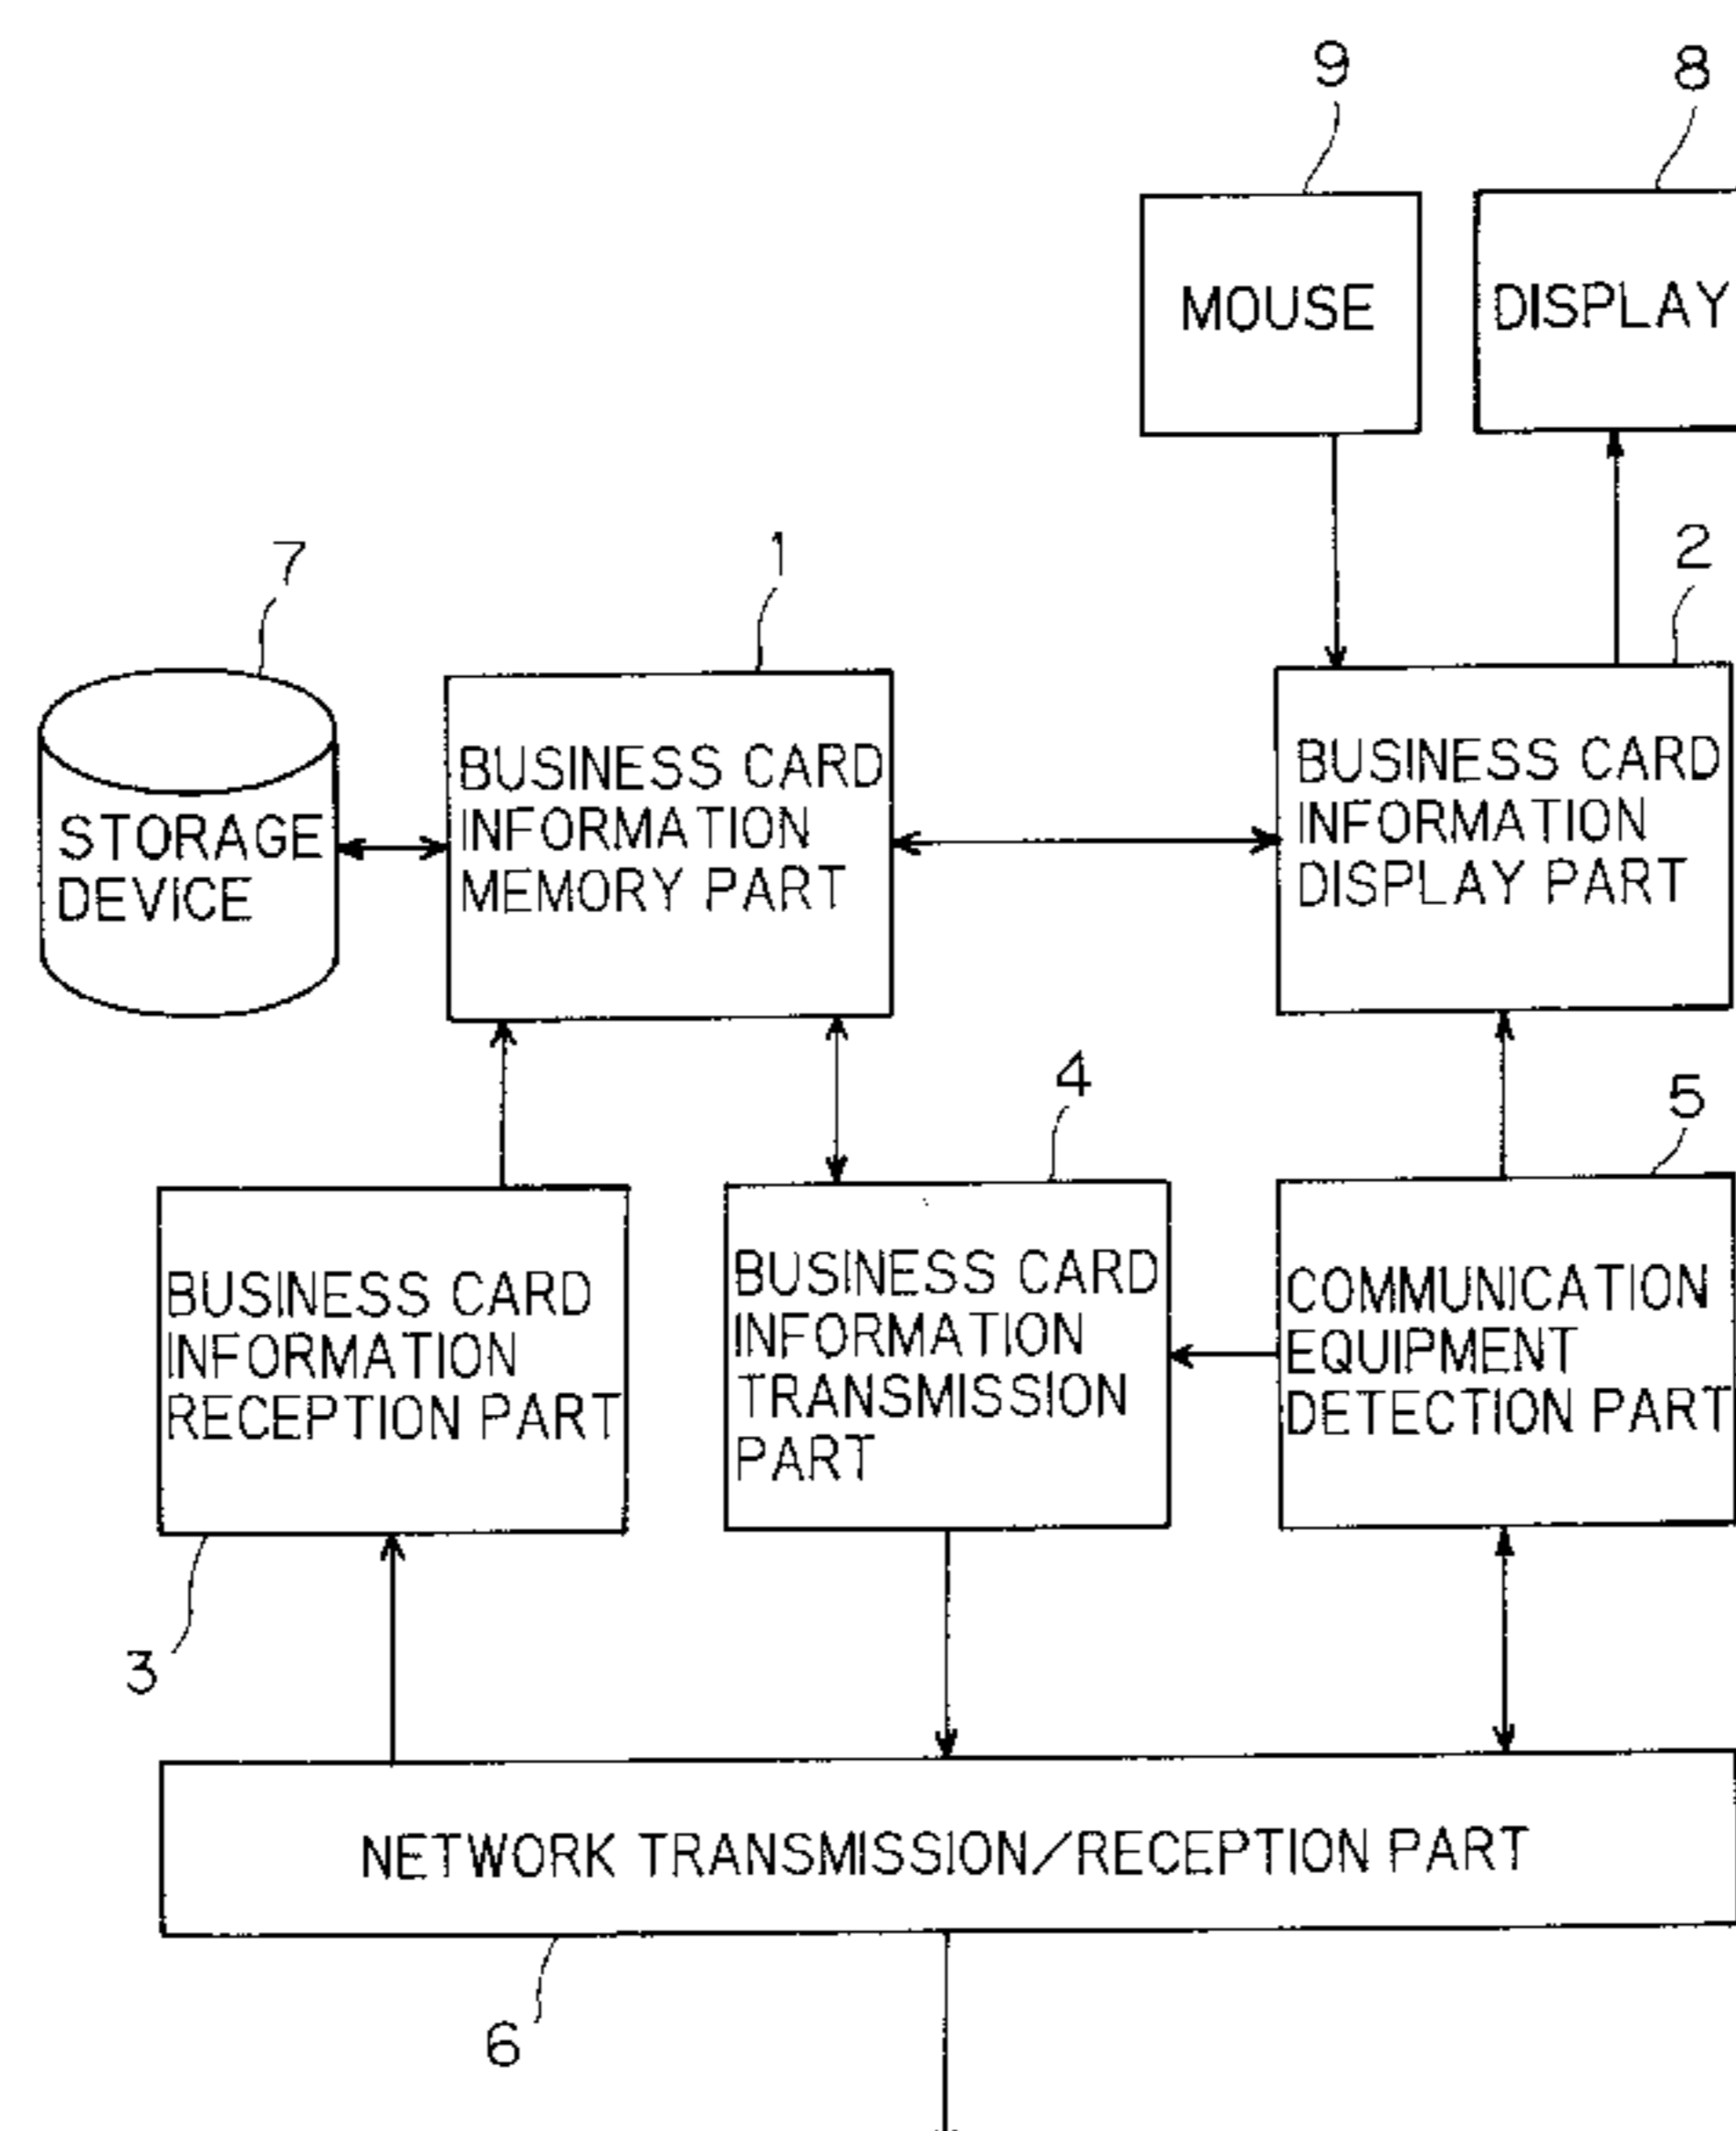 9
8
MOUSE
DISPLAY
7
1
2
STORAGE
DEVICE
BUSINESS CARD
INFORMATION
MEMORY PART
BUSINESS CARD
INFORMATION
DISPLAY PART
4
5
BUSINESS CARD
INFORMATION
RECEPTION PART
BUSINESS CARD
INFORMATION
TRANSMISSION
PART
COMMUNICATION
EQUIPMENT
DETECTION PART
3
NETWORK TRANSMISSION/RECEPTION PART
6